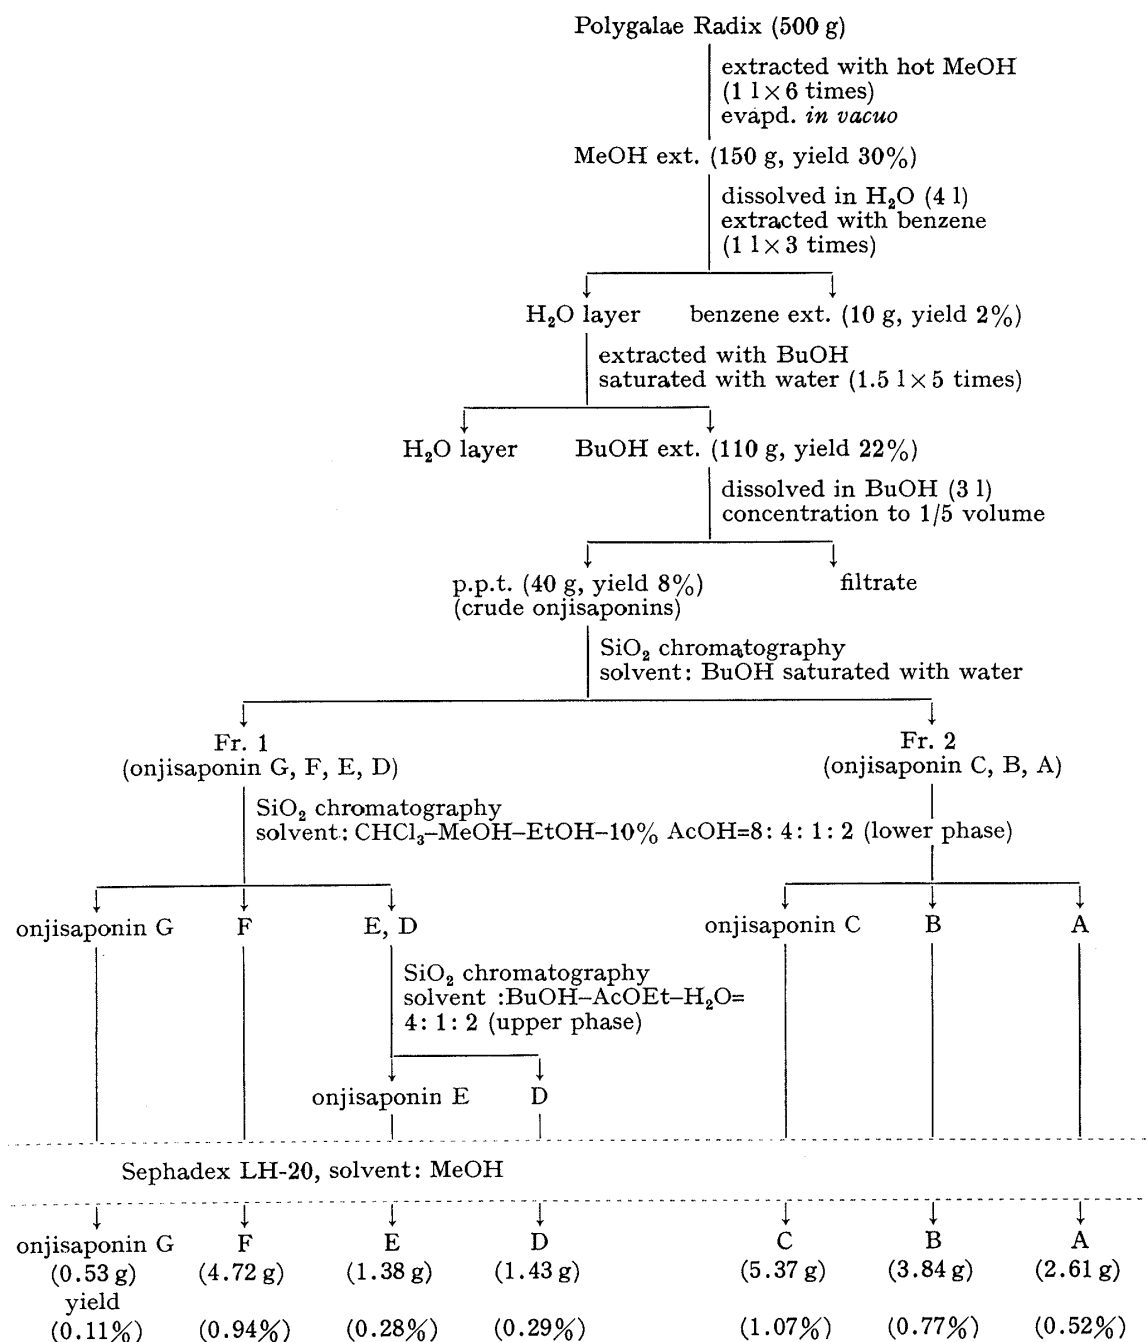 Polygalae Radix (500 g)
extracted with hot MeOH
(1 l×6 times)
evapd. in vacuo
MeOH ext. (150 g, yield 30%)
dissolved in H₂O (4 l)
extracted with benzene
(1 l×3 times)
H₂O layer benzene ext. (10 g, yield 2%)
extracted with BuOH
saturated with water (1.5 l×5 times)
H₂O layer BuOH ext. (110 g, yield 22%)
dissolved in BuOH (3 l)
concentration to 1/5 volume
p.p.t. (40 g, yield 8%) filtrate
(crude onjisaponins)
SiO₂ chromatography
solvent: BuOH saturated with water
Fr. 1 Fr. 2
(onjisaponin G, F, E, D) (onjisaponin C, B, A)
SiO₂ chromatography
solvent: CHCl₃–MeOH–EtOH–10% AcOH=8: 4: 1: 2 (lower phase)
onjisaponin G F E, D onjisaponin C B A
SiO₂ chromatography
solvent :BuOH–AcOEt–H₂O=
4: 1: 2 (upper phase)
onjisaponin E D
Sephadex LH-20, solvent: MeOH
onjisaponin G F E D C B A
(0.53 g) (4.72 g) (1.38 g) (1.43 g) (5.37 g) (3.84 g) (2.61 g)
yield
(0.11%) (0.94%) (0.28%) (0.29%) (1.07%) (0.77%) (0.52%)